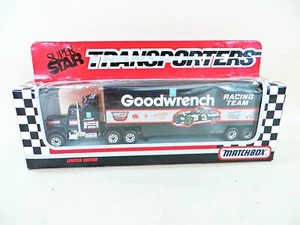 SUPER
STAR
TRANSPORTERS
Goodwrench
RACING
TEAM
3
LIMITED EDITION
MATCHBOX